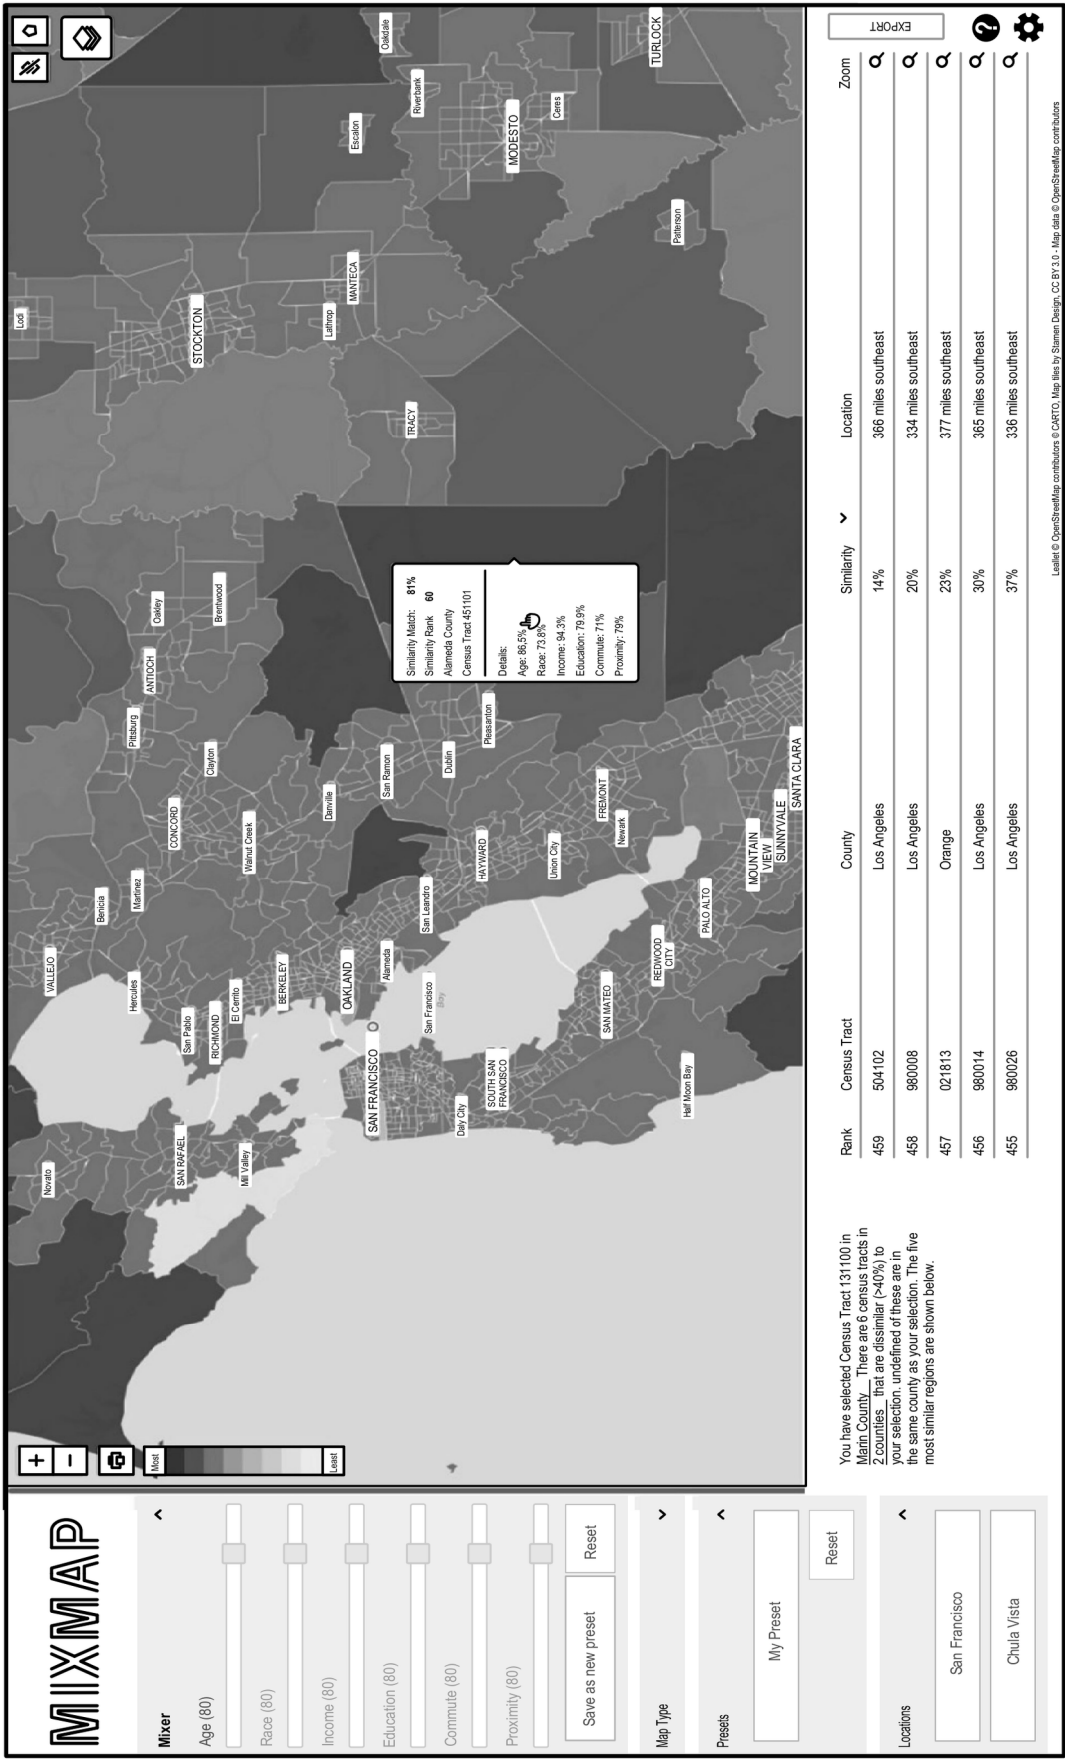 MIXMAP
Mixer
Age (80)
Race (80)
Income (80)
Education (80)
Commute (80)
Proximity (80)
Save as new preset
Reset
Map Type
Presets
My Preset
Reset
Locations
San Francisco
Chula Vista
+
−
Most
Least
Novato
SAN RAFAEL
Mill Valley
VALLEJO
Benicia
Martinez
Hercules
San Pablo
RICHMOND
El Cerrito
BERKELEY
OAKLAND
Alameda
San Leandro
SAN FRANCISCO
San Francisco
Bay
Daly City
SOUTH SAN
FRANCISCO
Half Moon Bay
SAN MATEO
REDWOOD
CITY
PALO ALTO
MOUNTAIN
VIEW
SUNNYVALE
SANTA CLARA
Pittsburg
ANTIOCH
Oakley
Brentwood
CONCORD
Clayton
Walnut Creek
Danville
San Ramon
Dublin
Pleasanton
HAYWARD
Union City
FREMONT
Newark
Lodi
STOCKTON
Lathrop
MANTECA
TRACY
Escalon
Oakdale
Riverbank
MODESTO
Ceres
TURLOCK
Patterson
Similarity Match: 81%
Similarity Rank 60
Alameda County
Census Tract 451101
Details:
Age: 86,5%
Race: 73.8%
Income: 94.3%
Education: 79.9%
Commute: 71%
Proximity: 79%
You have selected Census Tract 131100 in
Marin County There are 6 census tracts in
2 counties that are dissimilar (>40%) to
your selection. undefined of these are in
the same county as your selection. The five
most similar regions are shown below.
Rank Census Tract County Similarity Location Zoom
459 504102 Los Angeles 14% 366 miles southeast
458 980008 Los Angeles 20% 334 miles southeast
457 021813 Orange 23% 377 miles southeast
456 980014 Los Angeles 30% 365 miles southeast
455 980026 Los Angeles 37% 336 miles southeast
EXPORT
?
Leaflet © OpenStreetMap contributors © CARTO, Map tiles by Stamen Design, CC BY 3.0 - Map data © OpenStreetMap contributors